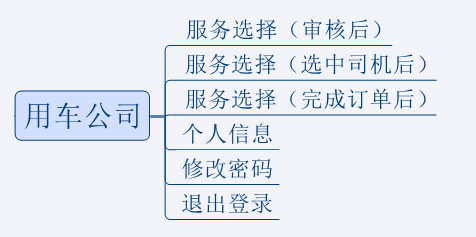 服务选择（审核后）
服务选择（选中司机后）
服务选择（完成订单后）
用车公司
个人信息
修改密码
退出登录